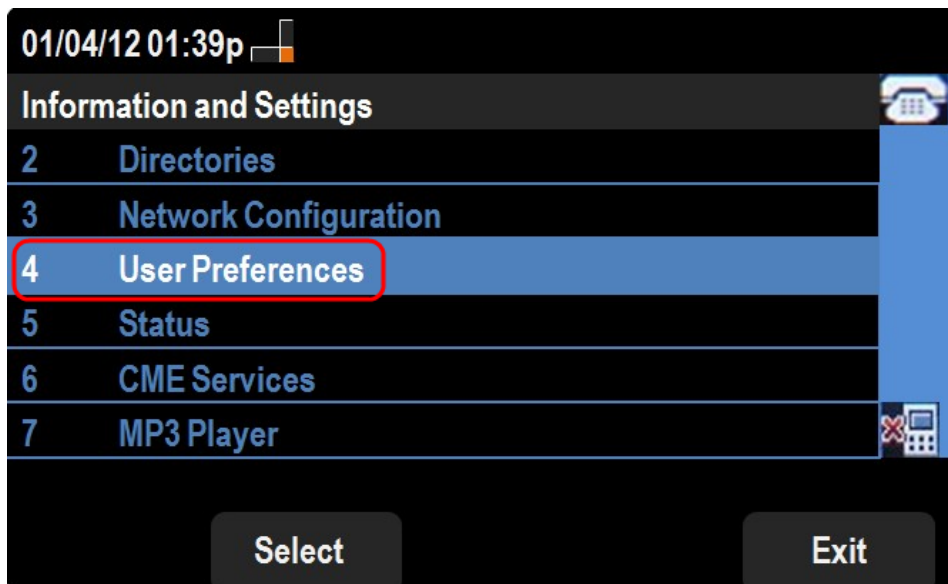 01/04/12 01:39p
Information and Settings
2 Directories
3 Network Configuration
4 User Preferences
5 Status
6 CME Services
7 MP3 Player
Select Exit